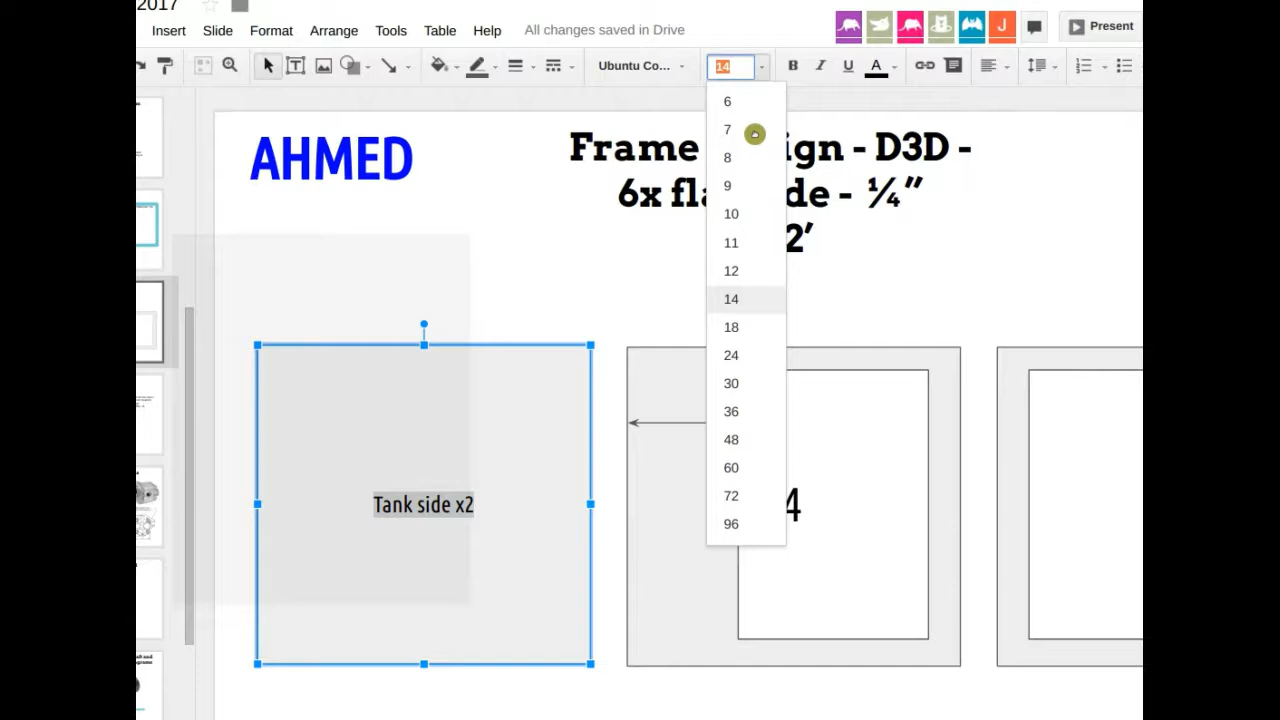 2017
Insert Slide Format Arrange Tools Table Help All changes saved in Drive
J Present
Ubuntu Co... 14 B I U A
6
7
8
9
10
11
12
14
18
24
30
36
48
60
72
96
AHMED
Frame ign - D3D -
6x fla de - ¼”
2’
Tank side x2
4